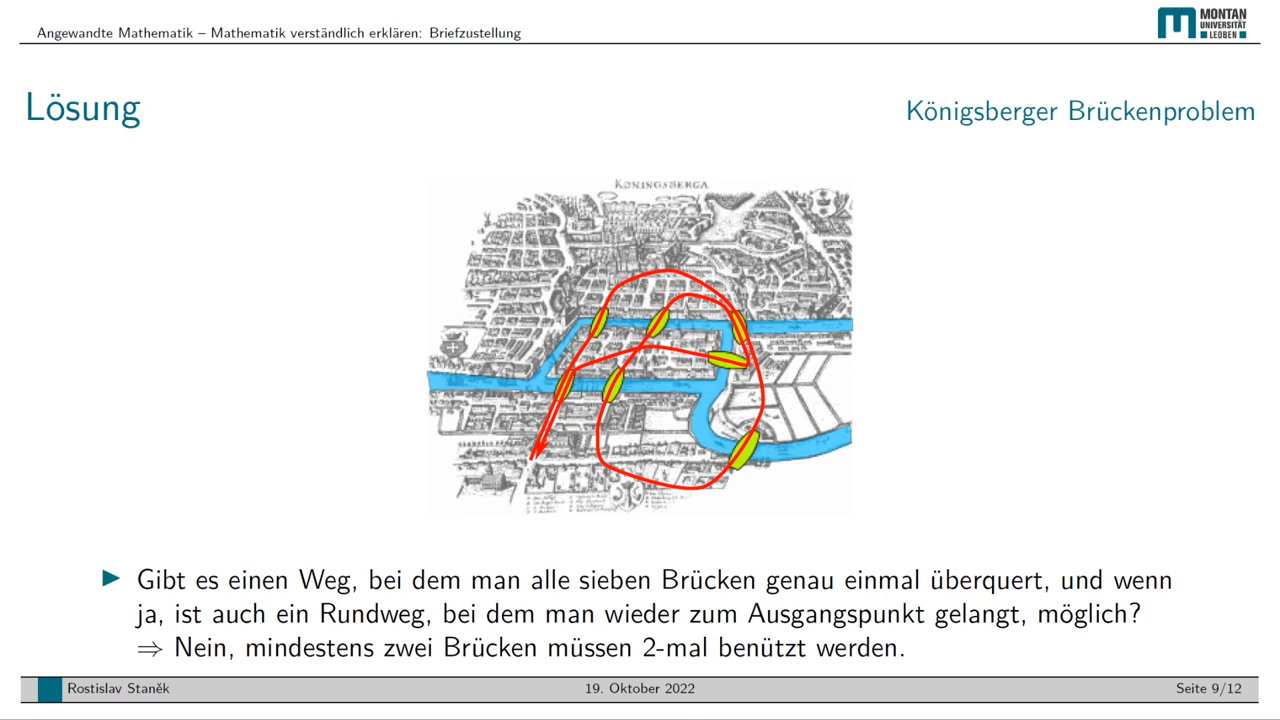 Angewandte Mathematik – Mathematik verständlich erklären: Briefzustellung
MONTAN
UNIVERSITÄT
LEOBEN
Lösung
Königsberger Brückenproblem
KONINGSBERGA
Gibt es einen Weg, bei dem man alle sieben Brücken genau einmal überquert, und wenn
ja, ist auch ein Rundweg, bei dem man wieder zum Ausgangspunkt gelangt, möglich?
⇒ Nein, mindestens zwei Brücken müssen 2-mal benützt werden.
Rostislav Staněk
19. Oktober 2022
Seite 9/12